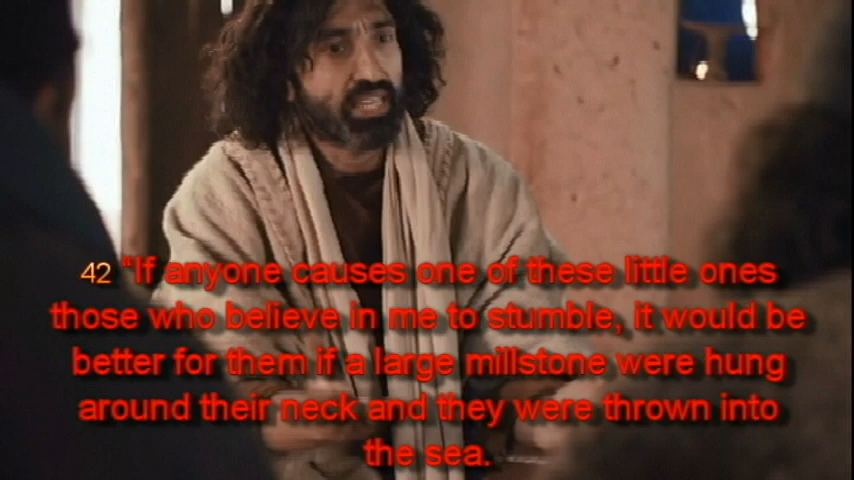 42 "If anyone causes one of these little ones
those who believe in me to stumble, it would be
better for them if a large millstone were hung
around their neck and they were thrown into
the sea.